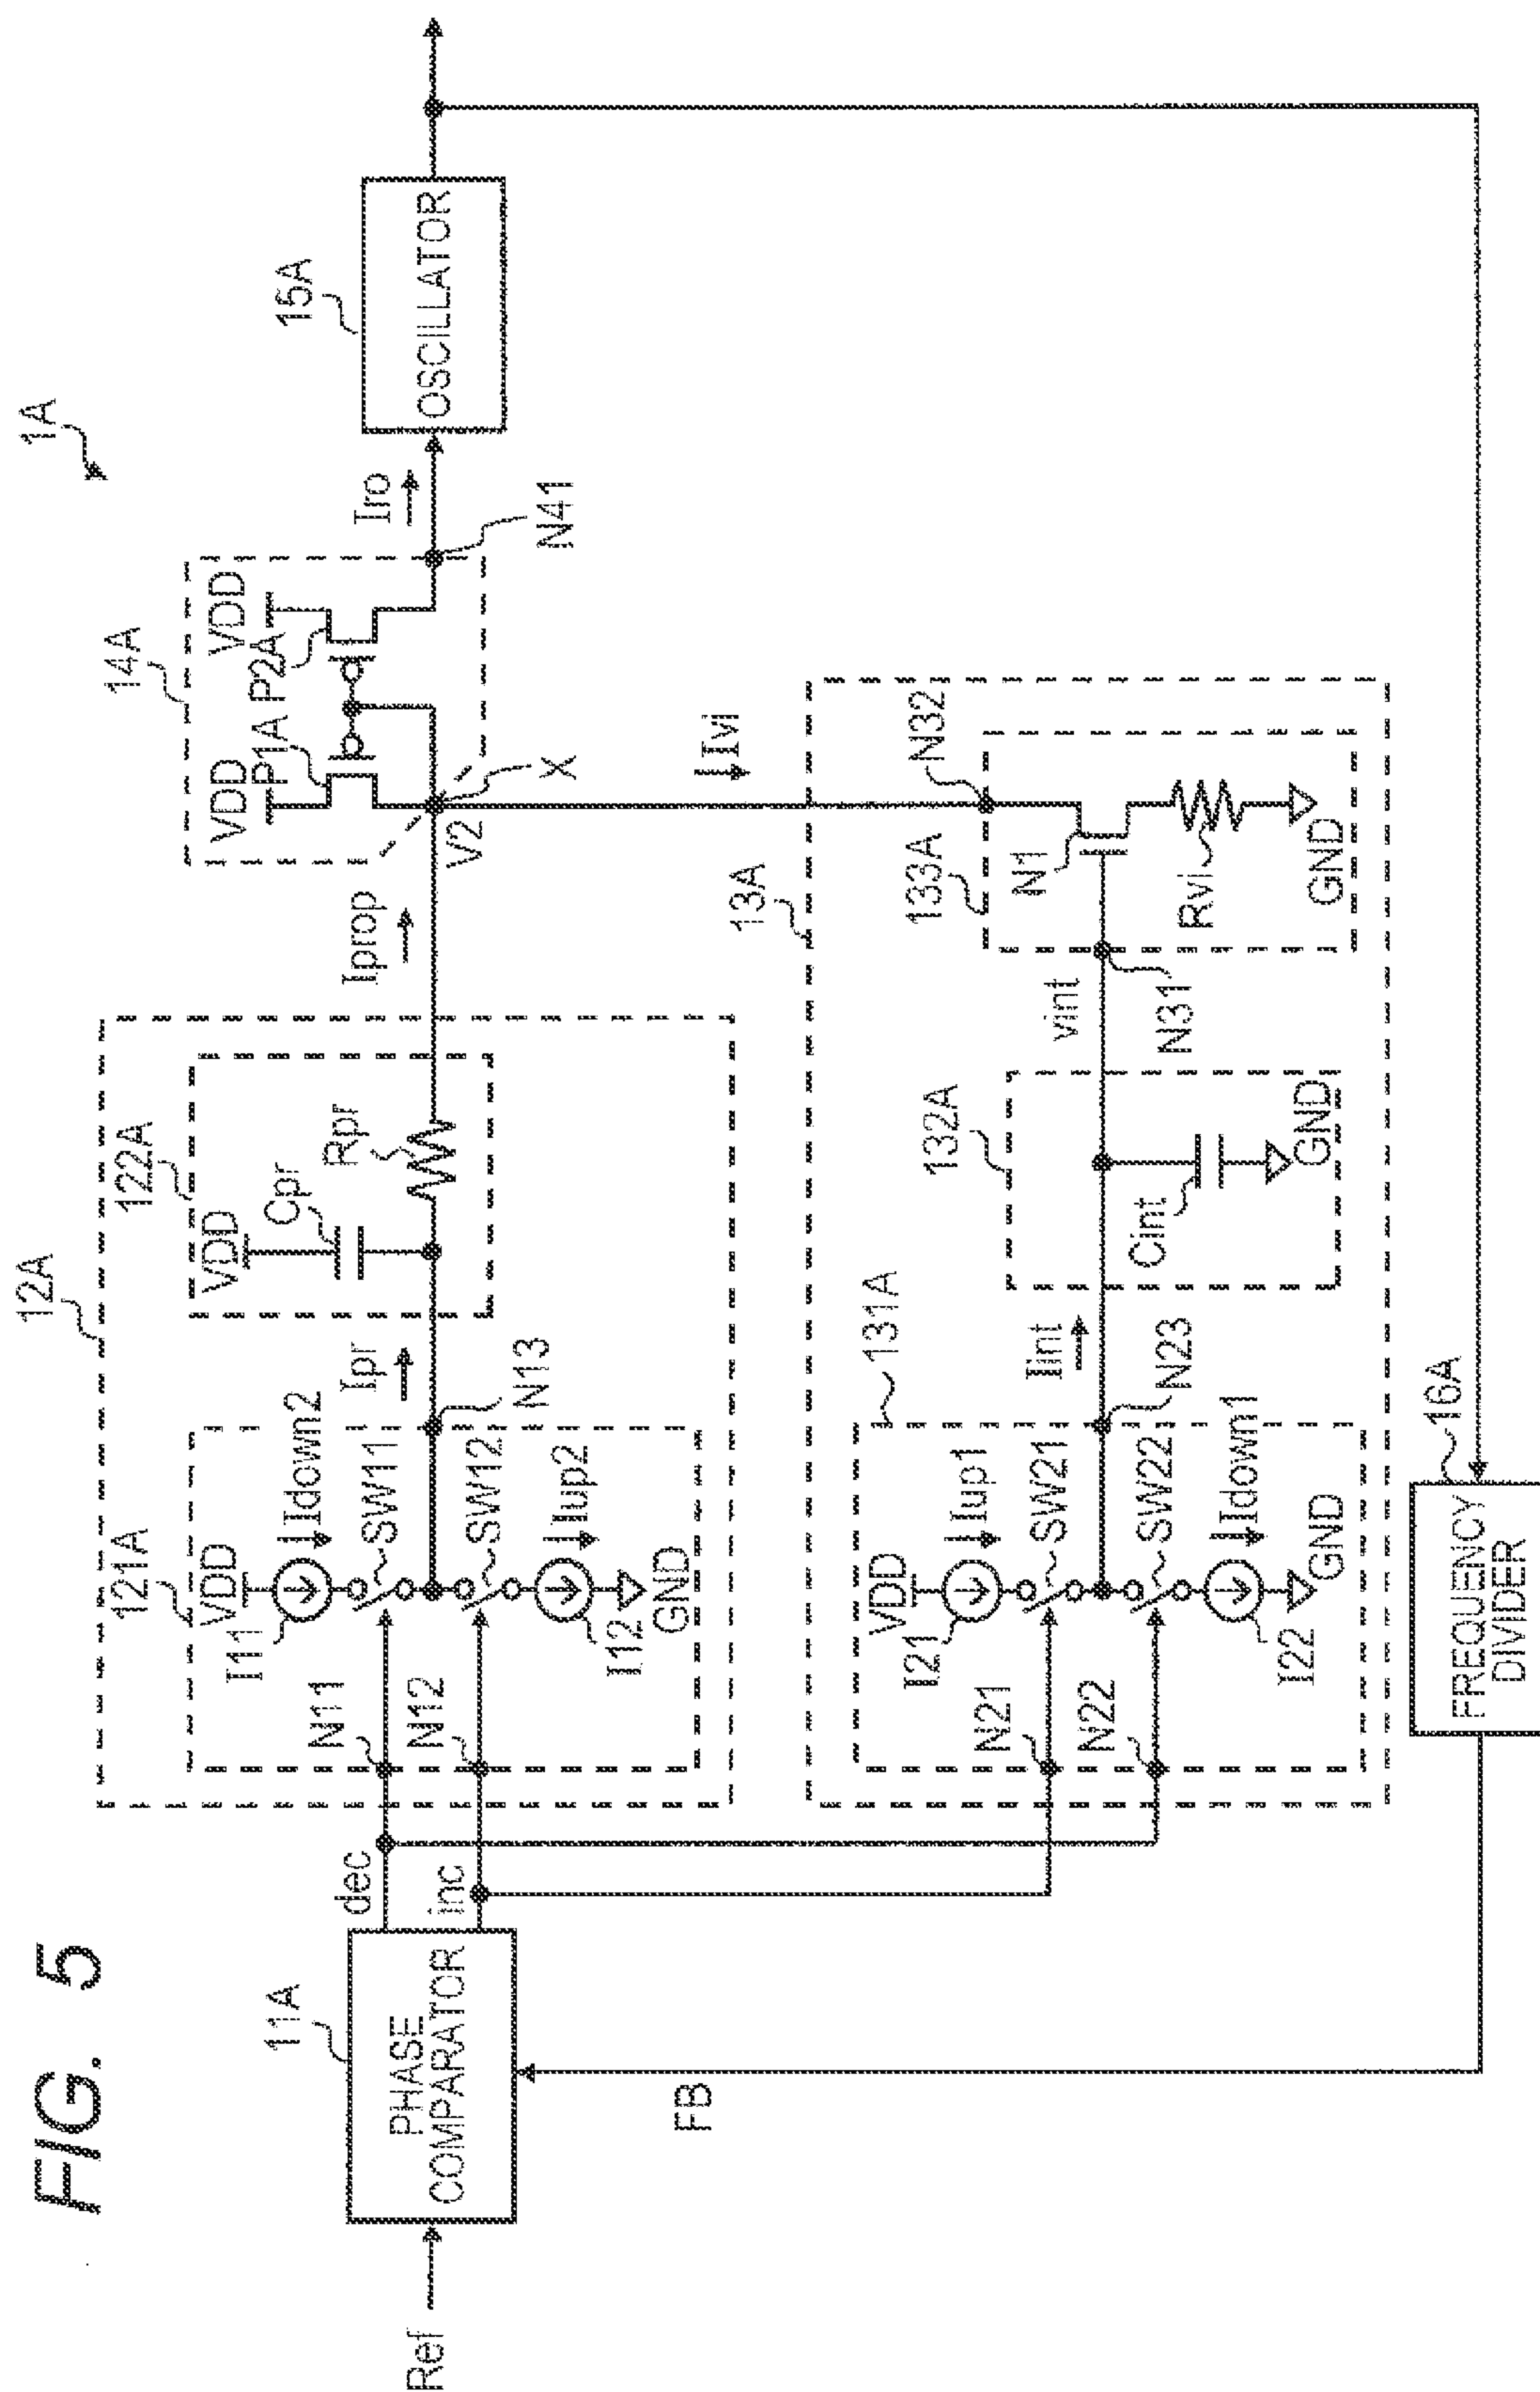 FIG. 5
1A
Ref
11A
PHASE
COMPARATOR
FB
dec
inc
12A
121A
VDD
I11
Idown2
SW11
N11
N12
SW12
Iup2
I12
GND
N13
Ipr
122A
VDD
Cpr
Rpr
Iprop
V2
X
14A
VDD
P1A
P2A
VDD
N41
Iro
15A
OSCILLATOR
Ivi
13A
131A
VDD
I21
Iup1
SW21
N21
N22
SW22
Idown1
I22
GND
N23
Iint
132A
Cint
GND
vint
N31
133A
N32
N1
Rvi
GND
16A
FREQUENCY
DIVIDER